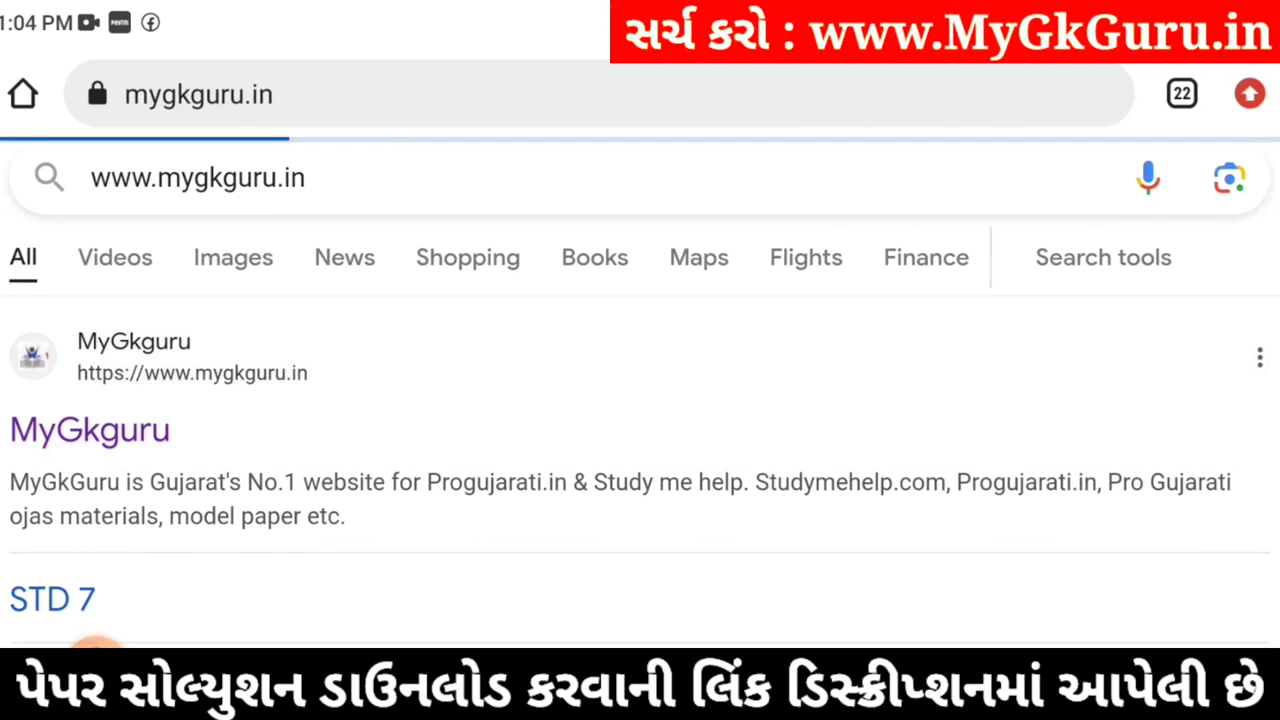 1:04 PM
સર્ચ કરો : www.MyGkGuru.in
mygkguru.in
22
www.mygkguru.in
All Videos Images News Shopping Books Maps Flights Finance Search tools
MyGkguru
https://www.mygkguru.in
MyGkguru
MyGkGuru is Gujarat's No.1 website for Progujarati.in & Study me help. Studymehelp.com, Progujarati.in, Pro Gujarati
ojas materials, model paper etc.
STD 7
પેપર સોલ્યુશન ડાઉનલોડ કરવાની લિંક ડિસ્ક્રીપ્શનમાં આપેલી છે